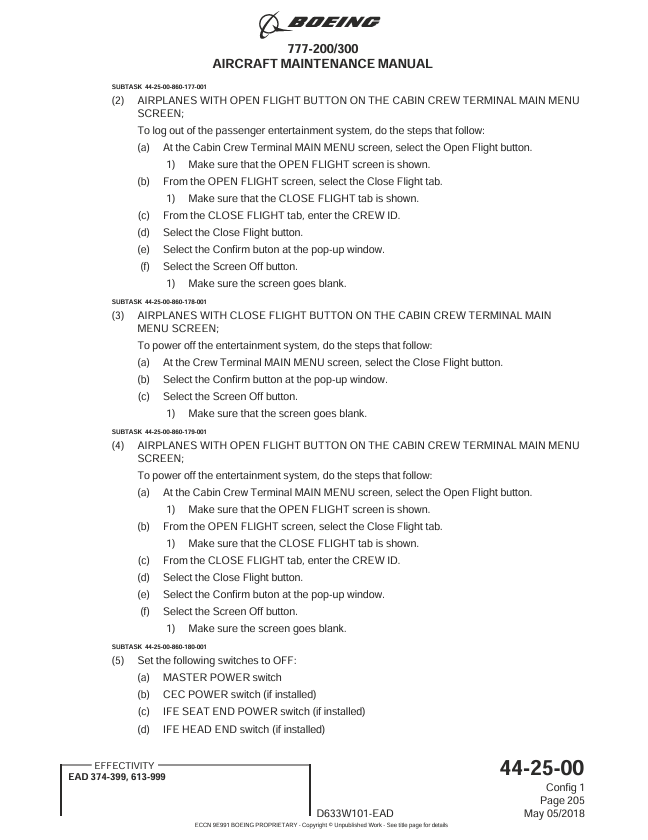 BOEING
777-200/300
AIRCRAFT MAINTENANCE MANUAL
SUBTASK 44-25-00-860-177-001
(2) AIRPLANES WITH OPEN FLIGHT BUTTON ON THE CABIN CREW TERMINAL MAIN MENU
SCREEN;
To log out of the passenger entertainment system, do the steps that follow:
(a) At the Cabin Crew Terminal MAIN MENU screen, select the Open Flight button.
1) Make sure that the OPEN FLIGHT screen is shown.
(b) From the OPEN FLIGHT screen, select the Close Flight tab.
1) Make sure that the CLOSE FLIGHT tab is shown.
(c) From the CLOSE FLIGHT tab, enter the CREW ID.
(d) Select the Close Flight button.
(e) Select the Confirm buton at the pop-up window.
(f) Select the Screen Off button.
1) Make sure the screen goes blank.
SUBTASK 44-25-00-860-178-001
(3) AIRPLANES WITH CLOSE FLIGHT BUTTON ON THE CABIN CREW TERMINAL MAIN
MENU SCREEN;
To power off the entertainment system, do the steps that follow:
(a) At the Crew Terminal MAIN MENU screen, select the Close Flight button.
(b) Select the Confirm button at the pop-up window.
(c) Select the Screen Off button.
1) Make sure that the screen goes blank.
SUBTASK 44-25-00-860-179-001
(4) AIRPLANES WITH OPEN FLIGHT BUTTON ON THE CABIN CREW TERMINAL MAIN MENU
SCREEN;
To power off the entertainment system, do the steps that follow:
(a) At the Cabin Crew Terminal MAIN MENU screen, select the Open Flight button.
1) Make sure that the OPEN FLIGHT screen is shown.
(b) From the OPEN FLIGHT screen, select the Close Flight tab.
1) Make sure that the CLOSE FLIGHT tab is shown.
(c) From the CLOSE FLIGHT tab, enter the CREW ID.
(d) Select the Close Flight button.
(e) Select the Confirm buton at the pop-up window.
(f) Select the Screen Off button.
1) Make sure the screen goes blank.
SUBTASK 44-25-00-860-180-001
(5) Set the following switches to OFF:
(a) MASTER POWER switch
(b) CEC POWER switch (if installed)
(c) IFE SEAT END POWER switch (if installed)
(d) IFE HEAD END switch (if installed)
EFFECTIVITY
EAD 374-399, 613-999
44-25-00
Config 1
Page 205
D633W101-EAD
May 05/2018
ECCN 9E991 BOEING PROPRIETARY - Copyright © Unpublished Work - See title page for details